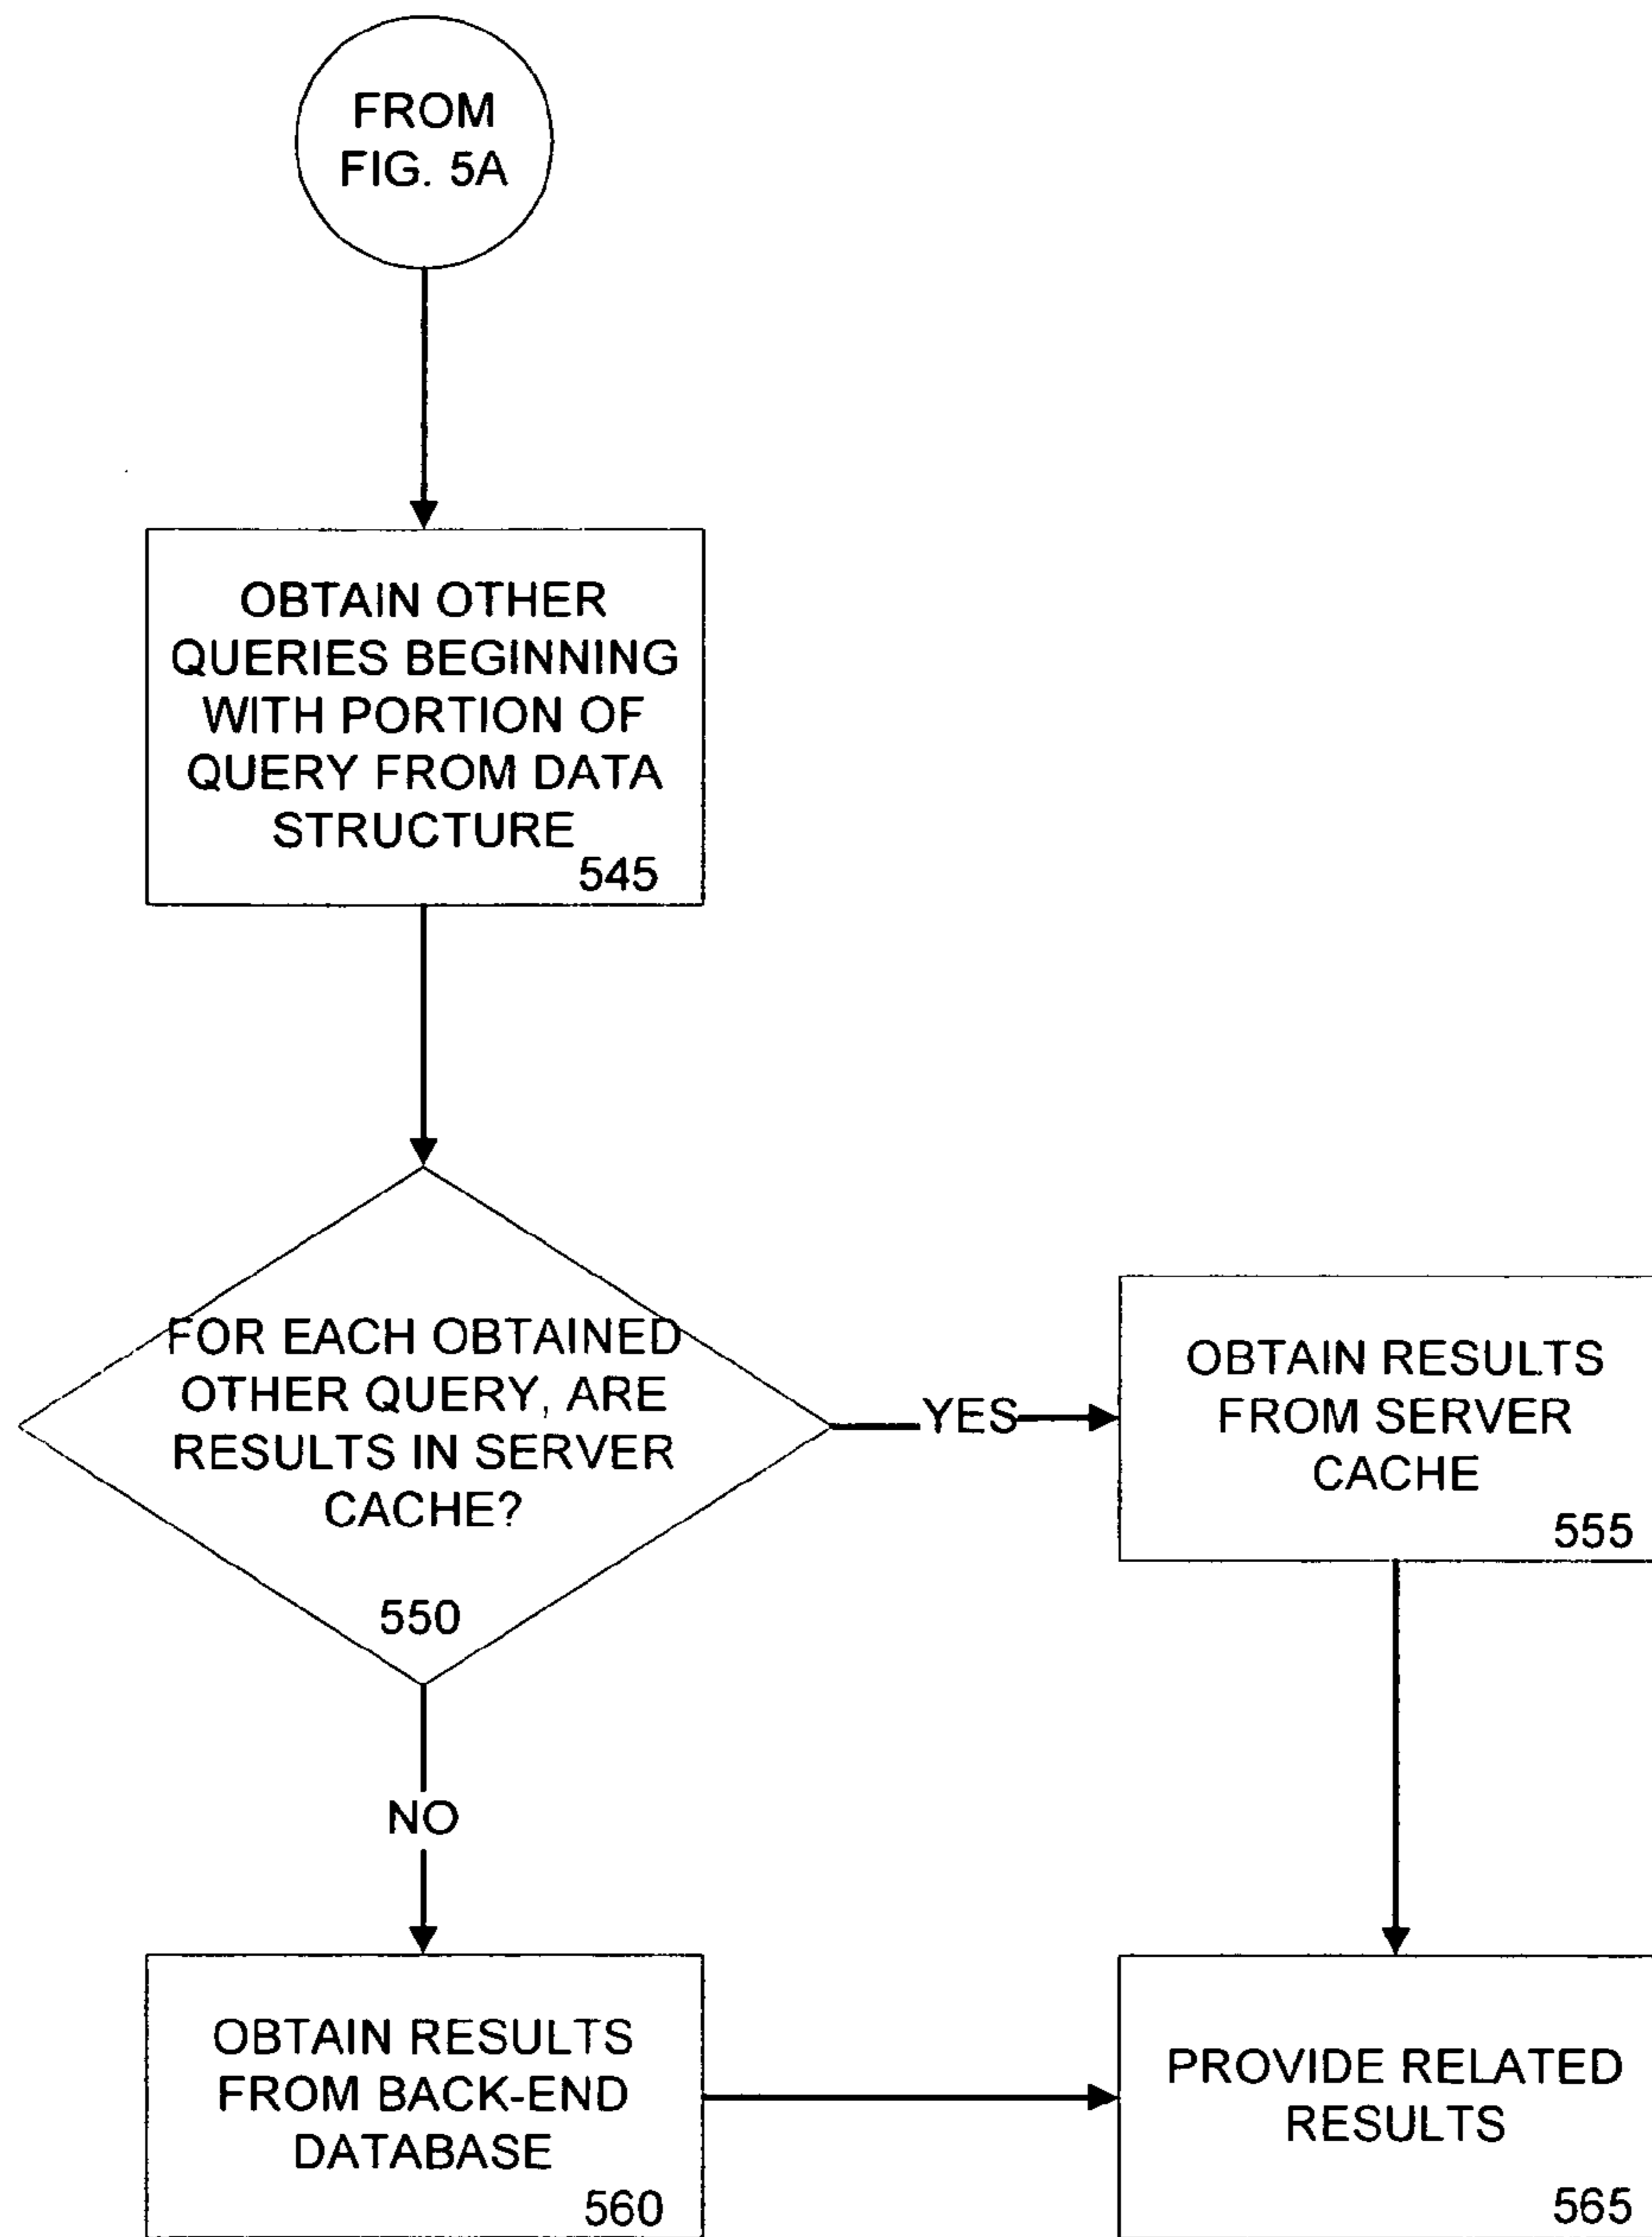 FROM
FIG. 5A
OBTAIN OTHER
QUERIES BEGINNING
WITH PORTION OF
QUERY FROM DATA
STRUCTURE
545
FOR EACH OBTAINED
OTHER QUERY, ARE
RESULTS IN SERVER
CACHE?
550
YES
OBTAIN RESULTS
FROM SERVER
CACHE
555
NO
OBTAIN RESULTS
FROM BACK-END
DATABASE
560
PROVIDE RELATED
RESULTS
565